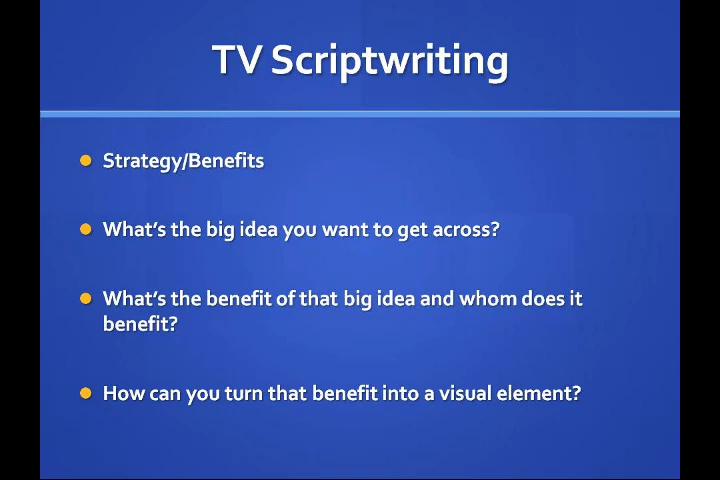 TV Scriptwriting
Strategy/Benefits
What's the big idea you want to get across?
What's the benefit of that big idea and whom does it
benefit?
How can you turn that benefit into a visual element?